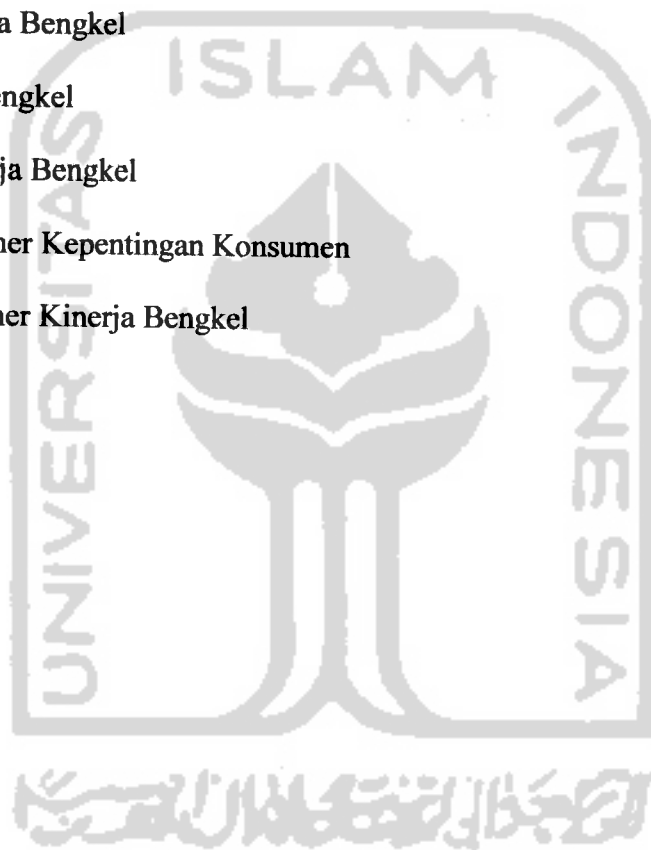 a Bengkel
engkel
ja Bengkel
ner Kepentingan Konsumen
ner Kinerja Bengkel
ISLAM
UNIVERSITAS
INDONESIA